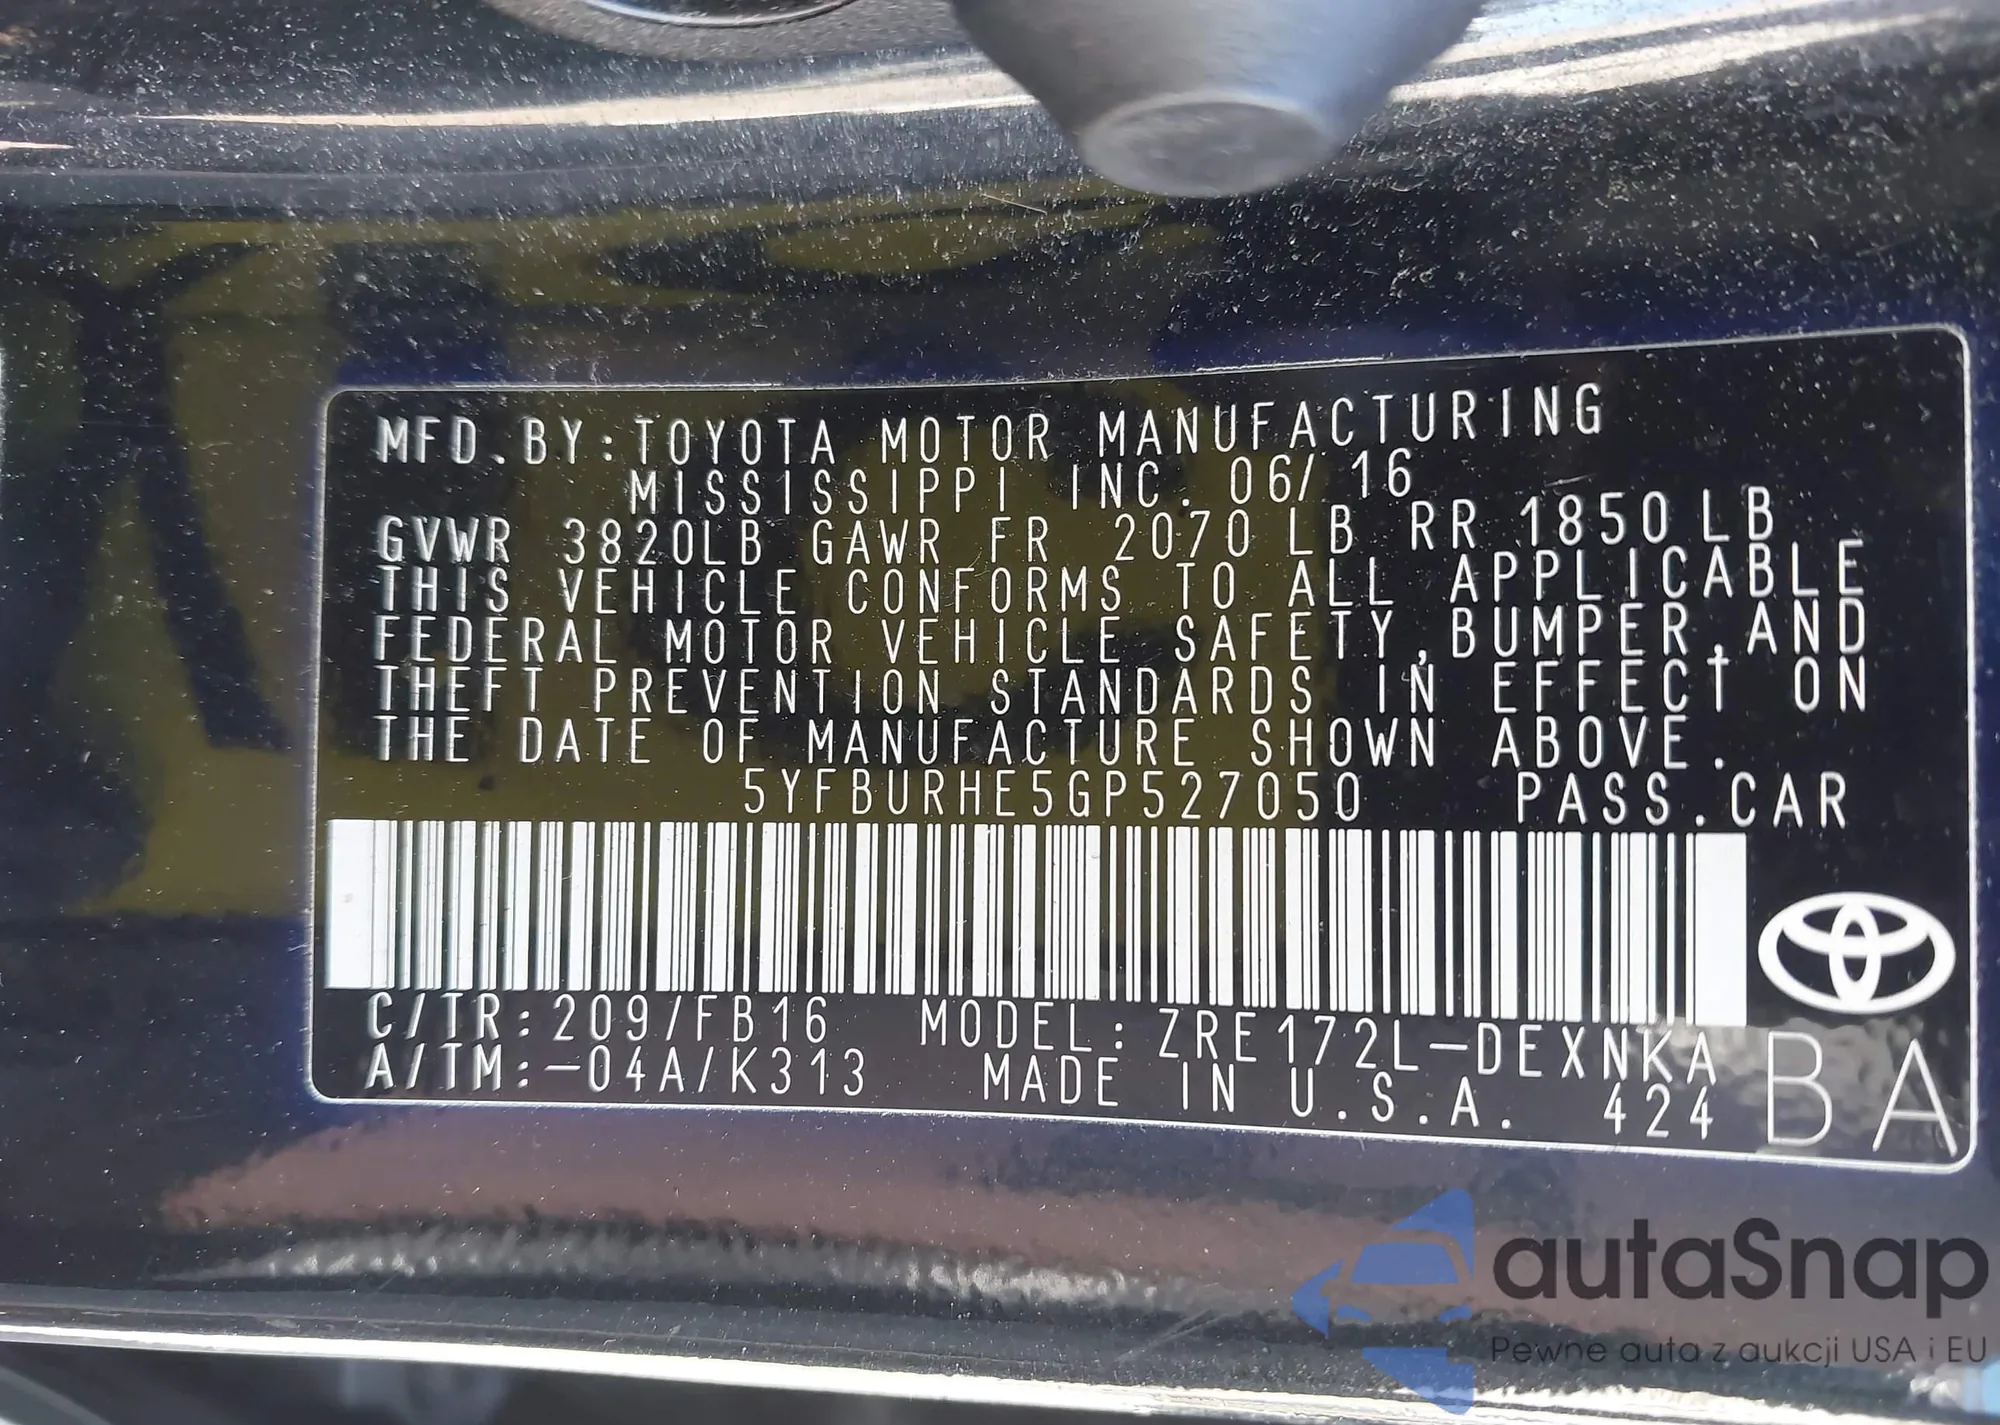 MFD.BY:TOYOTA MOTOR MANUFACTURING
MISSISSIPPI INC. 06/ 16
GVWR 3820LB GAWR FR 2070 LB RR 1850 LB
THIS VEHICLE CONFORMS TO ALL APPLICABLE
FEDERAL MOTOR VEHICLE SAFETY,BUMPER,AND
THEFT PREVENTION STANDARDS IN EFFECT ON
THE DATE OF MANUFACTURE SHOWN ABOVE.
5YFBURHE5GP527050 PASS.CAR
C/TR:209/FB16 MODEL:ZRE172L-DEXNKA
A/TM:-04A/K313 MADE IN U.S.A. 424
BA
autaSnap
Pewne auta z aukcji USA i EU